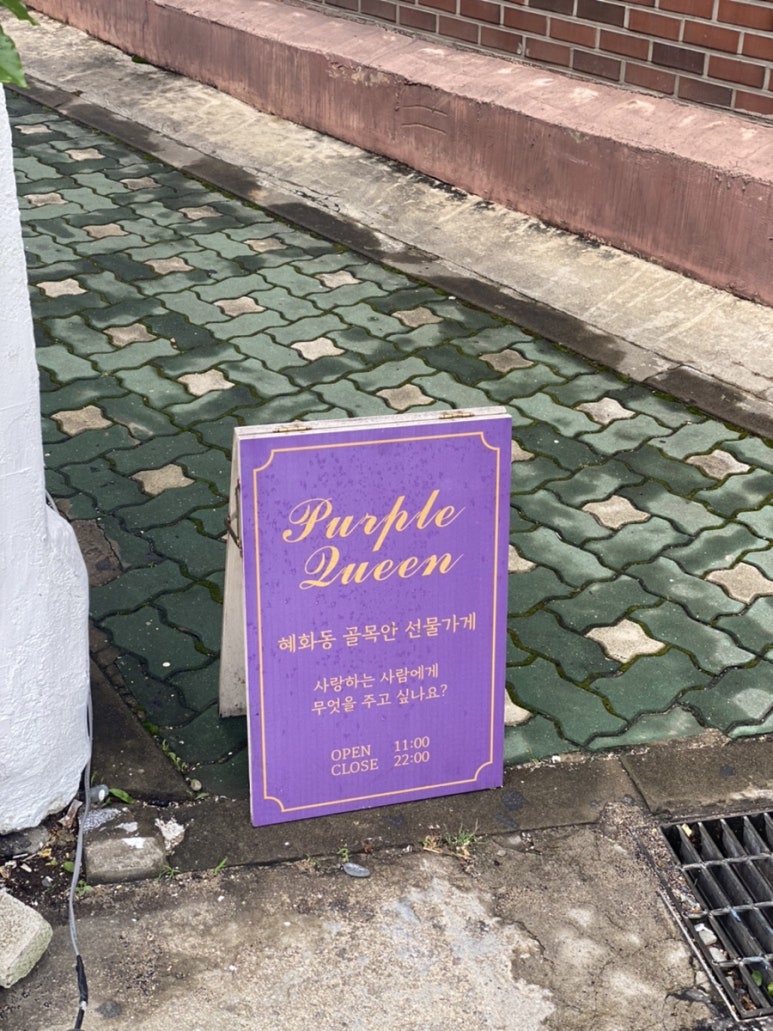 Purple
Queen
혜화동 골목안 선물가게
사랑하는 사람에게
무엇을 주고 싶나요?
OPEN 11:00
CLOSE 22:00